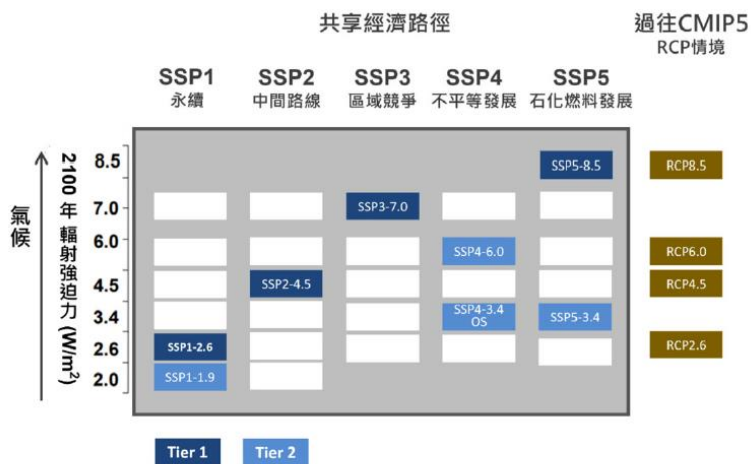 共享經濟路徑
過往CMIP5
RCP情境
SSP1 SSP2 SSP3 SSP4 SSP5
永續 中間路線 區域競爭 不平等發展 石化燃料發展
氣候
2100 年 輻射強迫力 (W/m²)
8.5 SSP5-8.5 RCP8.5
7.0 SSP3-7.0
6.0 SSP4-6.0 RCP6.0
4.5 SSP2-4.5 RCP4.5
3.4 SSP4-3.4 OS SSP5-3.4
2.6 SSP1-2.6 RCP2.6
2.0 SSP1-1.9
Tier 1 Tier 2